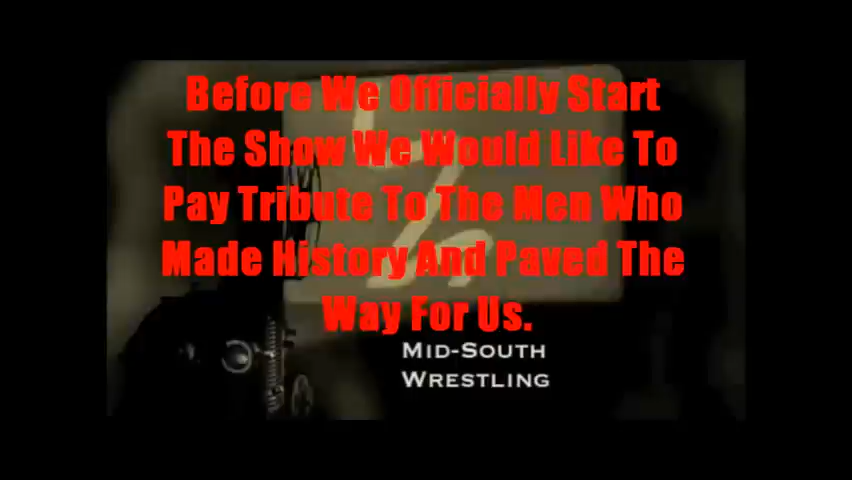 Before We Officially Start
The Show We Would Like To
Pay Tribute To The Men Who
Made History And Paved The
Way For Us.
MID-SOUTH
WRESTLING